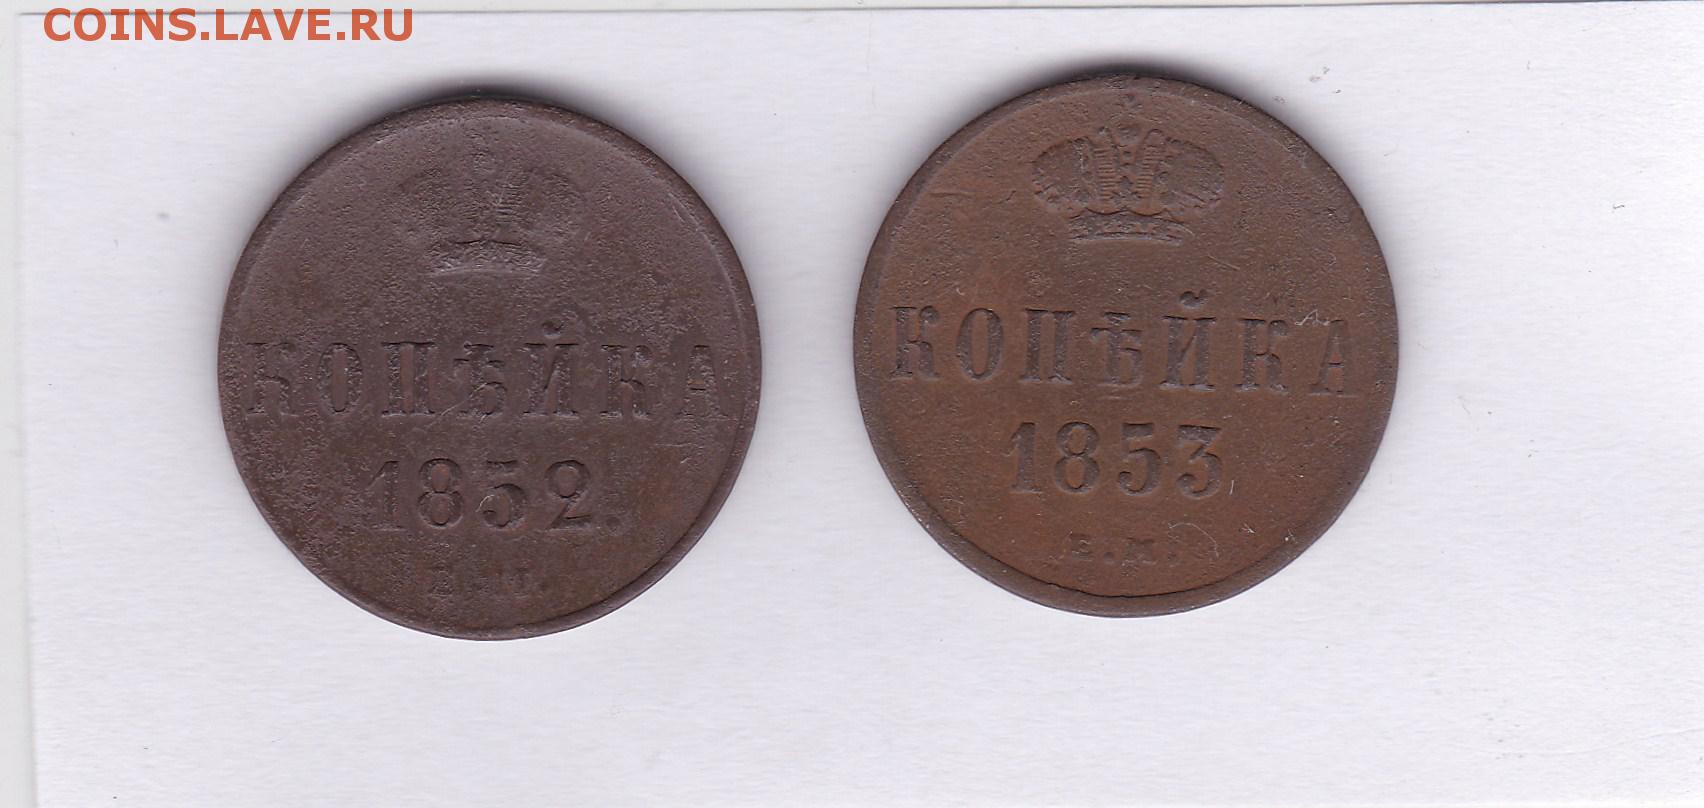 COINS.LAVE.RU
КОПѢЙКА
1852.
КОПѢЙКА
1853
Е.М.